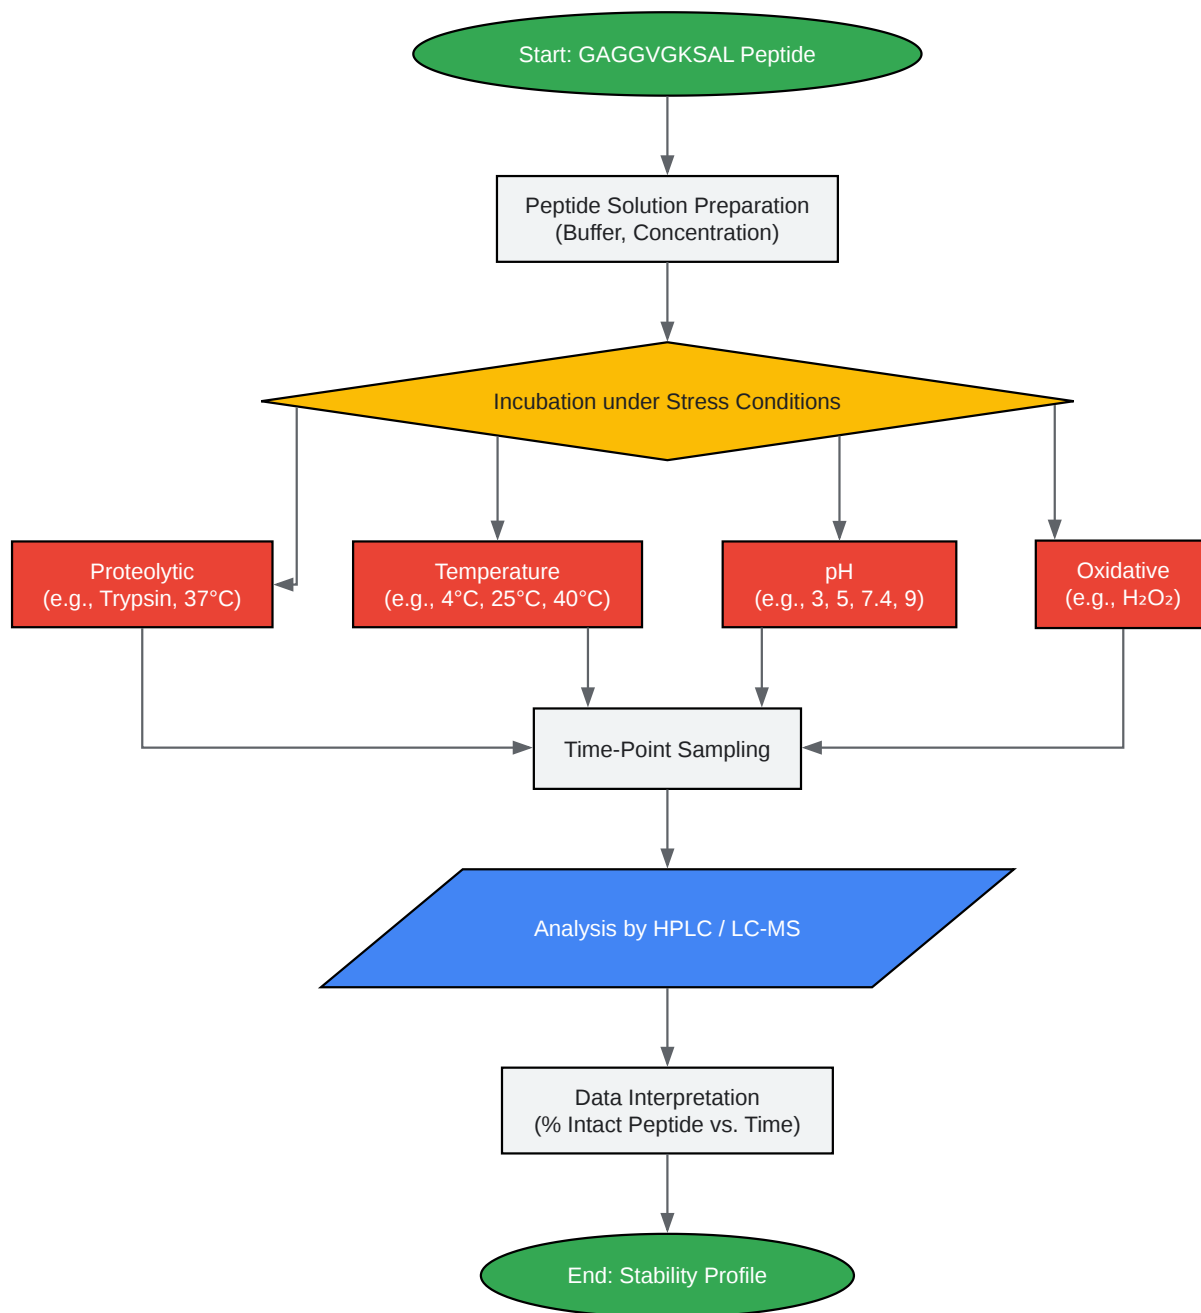 Start: GAGGVGKSAL Peptide
Peptide Solution Preparation
(Buffer, Concentration)
Incubation under Stress Conditions
Proteolytic
(e.g., Trypsin, 37°C)
Temperature
(e.g., 4°C, 25°C, 40°C)
pH
(e.g., 3, 5, 7.4, 9)
Oxidative
(e.g., H₂O₂)
Time-Point Sampling
Analysis by HPLC / LC-MS
Data Interpretation
(% Intact Peptide vs. Time)
End: Stability Profile